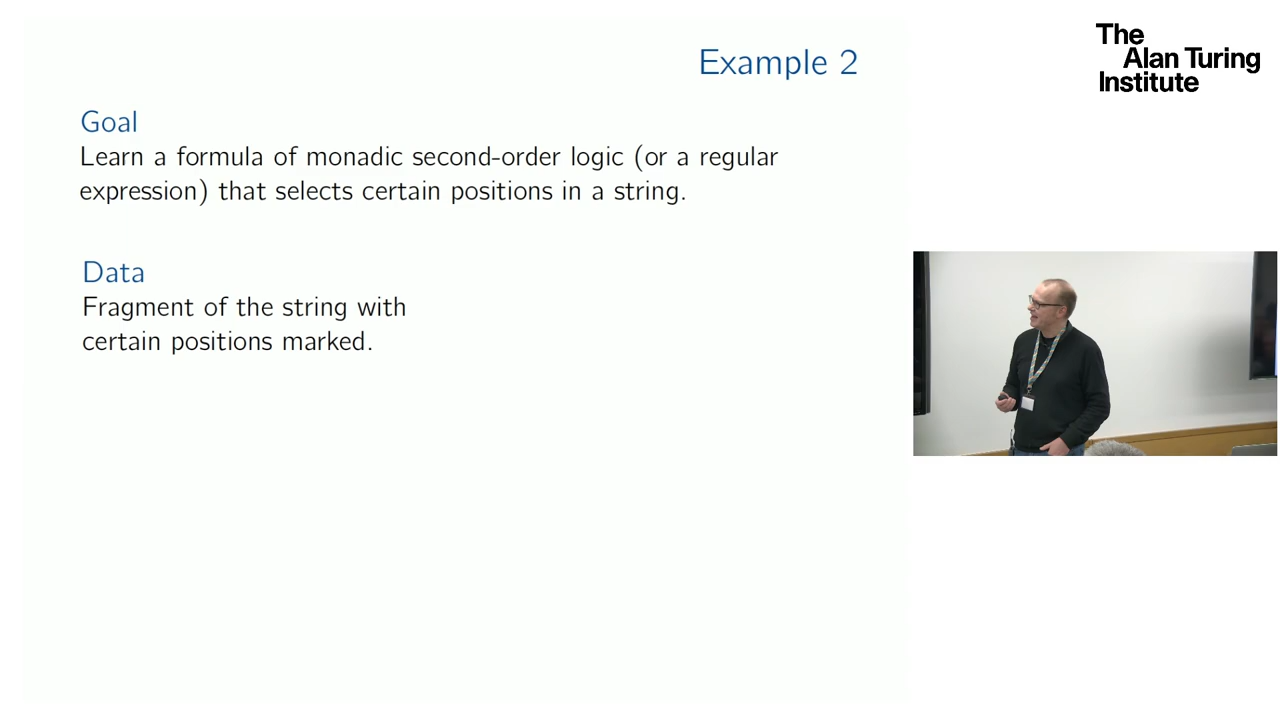 Example 2
Goal
Learn a formula of monadic second-order logic (or a regular
expression) that selects certain positions in a string.
Data
Fragment of the string with
certain positions marked.
The
Alan Turing
Institute